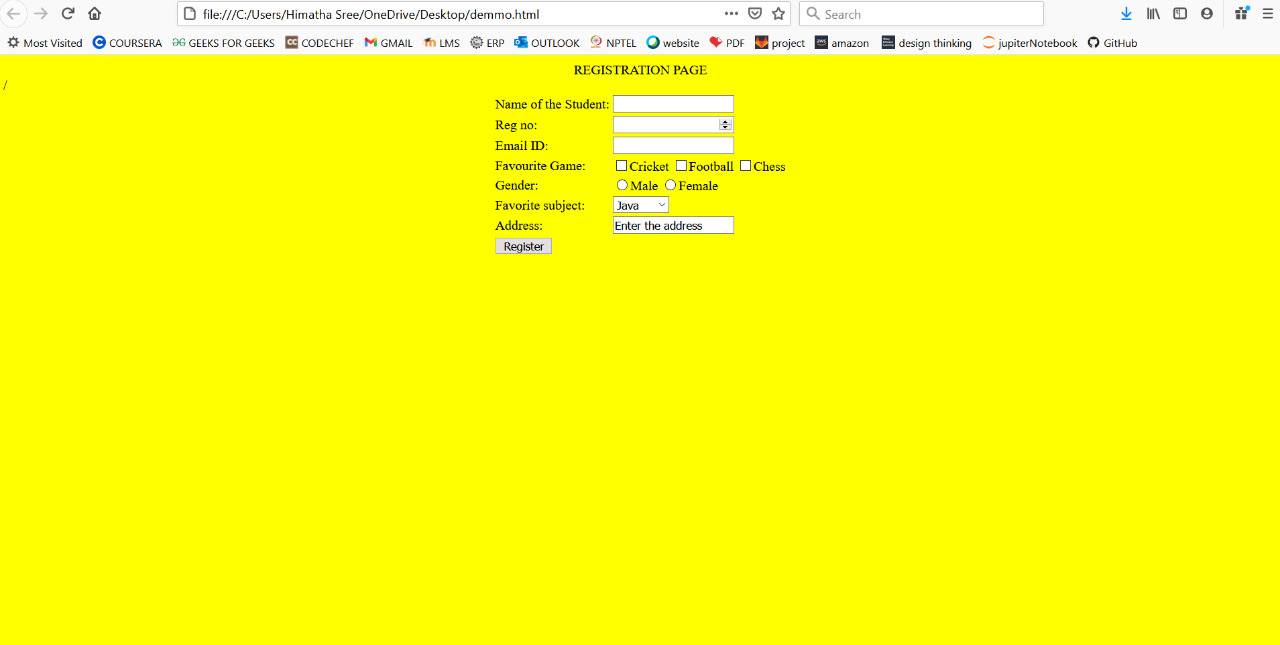 file:///C:/Users/Himatha Sree/OneDrive/Desktop/demmo.html Search
Most Visited COURSERA GEEKS FOR GEEKS CODECHEF GMAIL LMS ERP OUTLOOK NPTEL website PDF project amazon design thinking jupiterNotebook GitHub
REGISTRATION PAGE
/
Name of the Student:
Reg no:
Email ID:
Favourite Game: Cricket Football Chess
Gender: Male Female
Favorite subject: Java
Address: Enter the address
Register